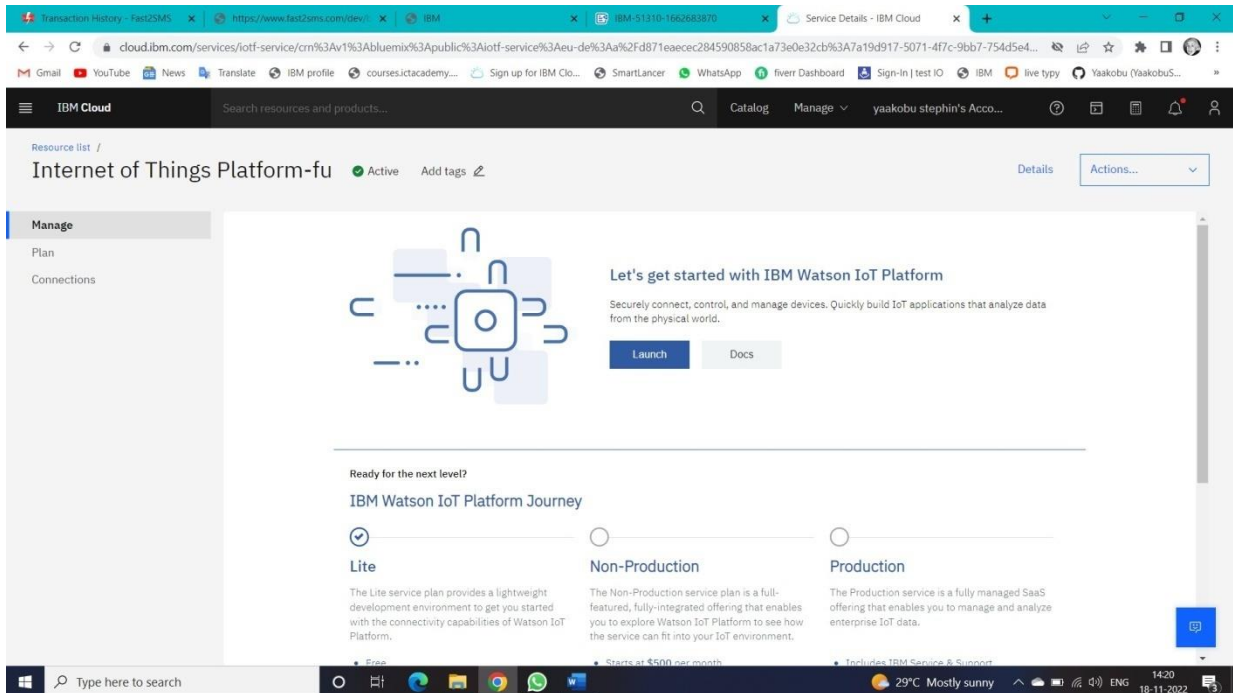 Transaction History - Fast2SMS
https://www.fast2sms.com/dev/
IBM
IBM-51310-1662683870
Service Details - IBM Cloud
cloud.ibm.com/services/iotf-service/crn%3Av1%3Abluemix%3Apublic%3Aiotf-service%3Aeu-de%3Aa%2Fd871eaecec284590858ac1a73e0e32cb%3A7a19d917-5071-4f7c-9bb7-754d5e4...
Gmail
YouTube
News
Translate
IBM profile
courses.ictacademy....
Sign up for IBM Clo...
SmartLancer
WhatsApp
fiverr Dashboard
Sign-In | test IO
IBM
live typy
Yaakobu (YaakobuS...
»
IBM Cloud
Search resources and products...
Catalog
Manage
yaakobu stephin's Acco...
Resource list /
Internet of Things Platform-fu
Active
Add tags
Details
Actions...
Manage
Plan
Connections
Let's get started with IBM Watson IoT Platform
Securely connect, control, and manage devices. Quickly build IoT applications that analyze data
from the physical world.
Launch
Docs
Ready for the next level?
IBM Watson IoT Platform Journey
Lite
The Lite service plan provides a lightweight
development environment to get you started
with the connectivity capabilities of Watson IoT
Platform.
• Free
Non-Production
The Non-Production service plan is a full-
featured, fully-integrated offering that enables
you to explore Watson IoT Platform to see how
the service can fit into your IoT environment.
• Starts at $500 per month
Production
The Production service is a fully managed SaaS
offering that enables you to manage and analyze
enterprise IoT data.
• Includes IBM Service & Support
Type here to search
29°C Mostly sunny
ENG
14:20
18-11-2022